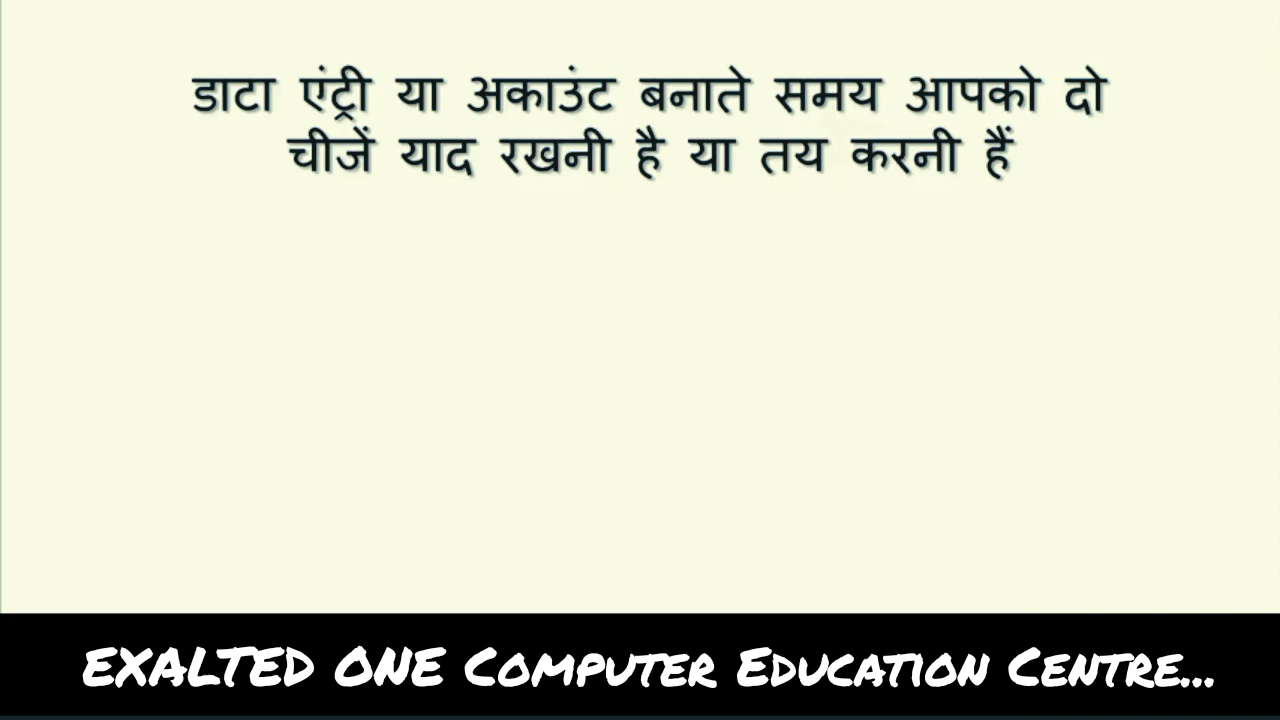 डाटा एंट्री या अकाउंट बनाते समय आपको दो
चीजें याद रखनी है या तय करनी हैं
EXALTED ONE COMPUTER EDUCATION CENTRE...